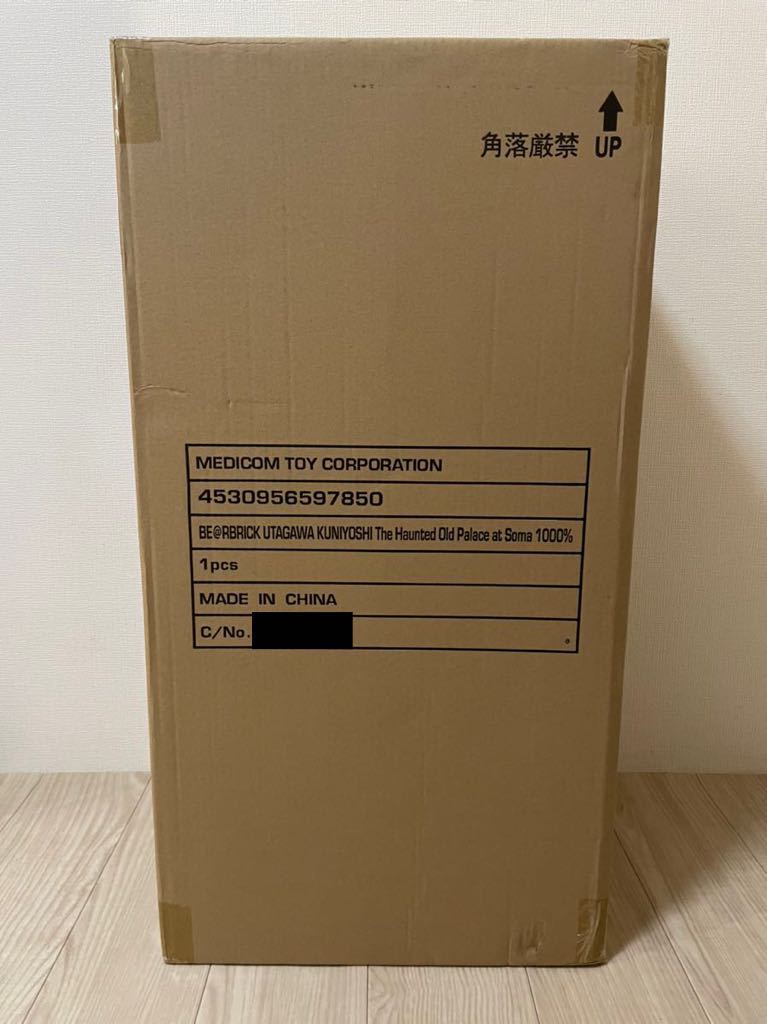 角落厳禁 UP
MEDICOM TOY CORPORATION
4530956597850
BE@RBRICK UTAGAWA KUNIYOSHI The Haunted Old Palace at Soma 1000%
1pcs
MADE IN CHINA
C/No.